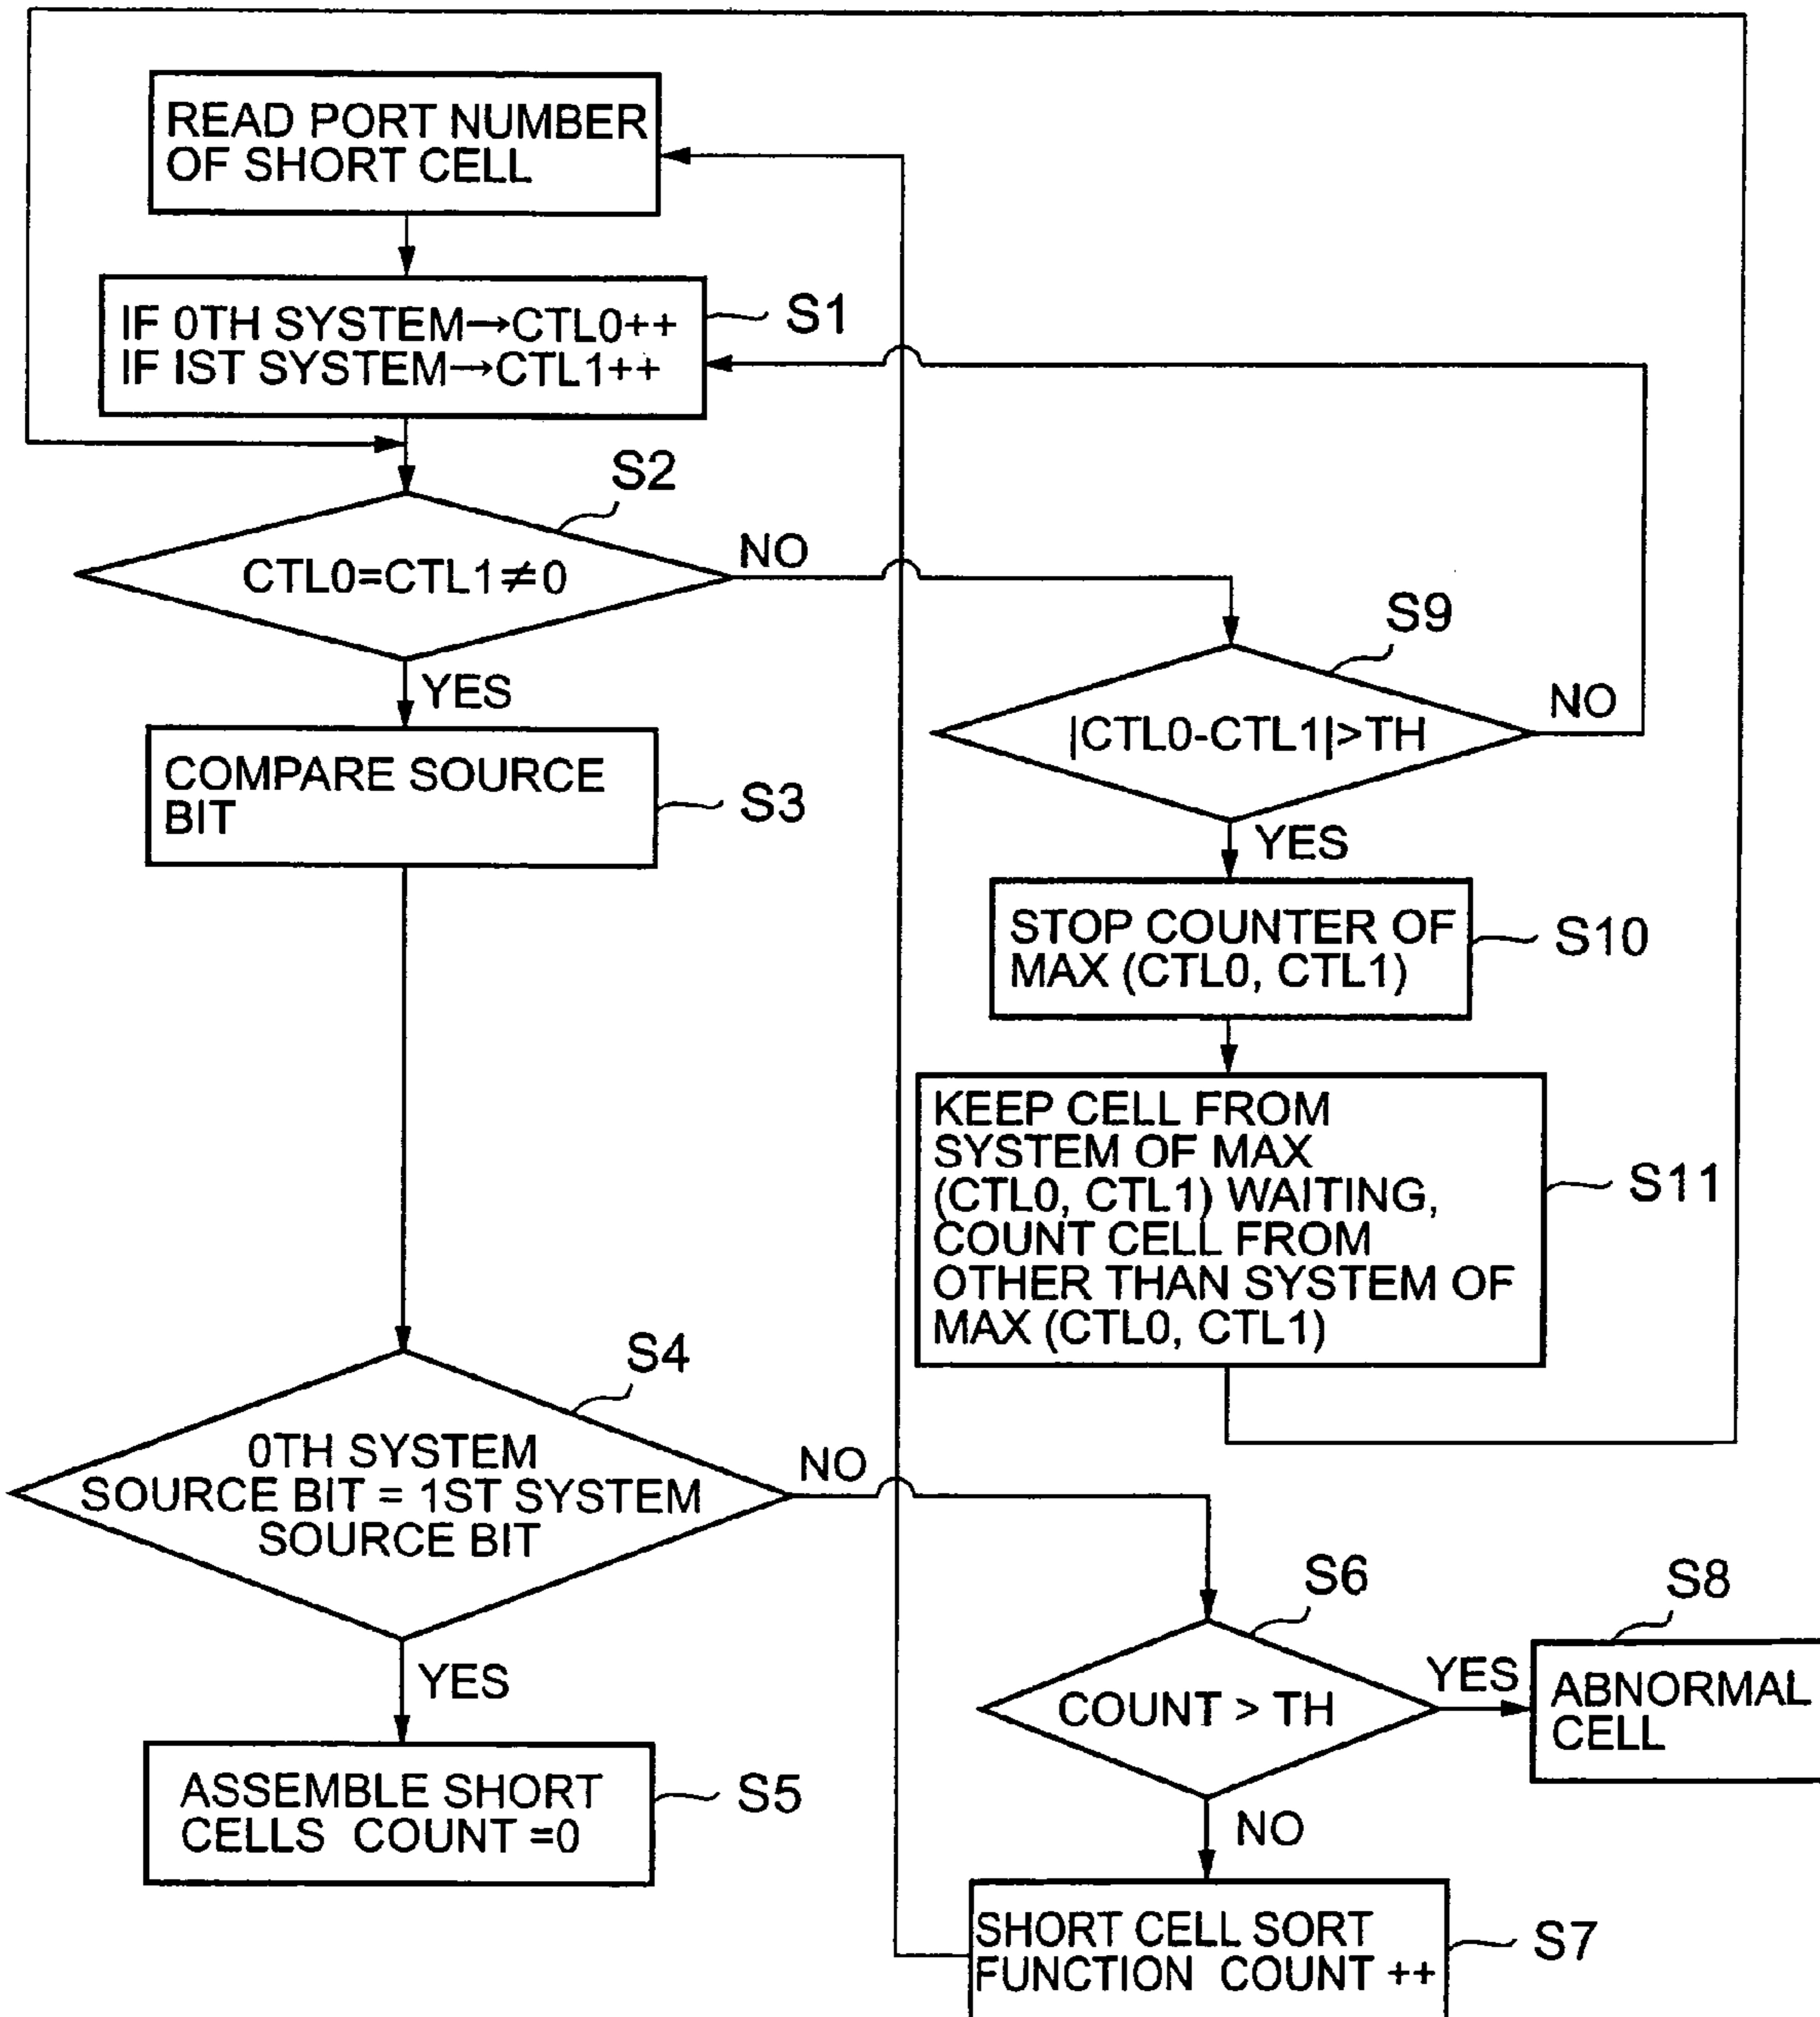 READ PORT NUMBER
OF SHORT CELL
IF 0TH SYSTEM→CTL0++
IF IST SYSTEM→CTL1++
S1
S2
CTL0=CTL1≠0
NO
YES
COMPARE SOURCE
BIT
S3
S9
|CTL0-CTL1|>TH
NO
YES
STOP COUNTER OF
MAX (CTL0, CTL1)
S10
KEEP CELL FROM
SYSTEM OF MAX
(CTL0, CTL1) WAITING,
COUNT CELL FROM
OTHER THAN SYSTEM OF
MAX (CTL0, CTL1)
S11
S4
0TH SYSTEM
SOURCE BIT = 1ST SYSTEM
SOURCE BIT
NO
YES
ASSEMBLE SHORT
CELLS COUNT =0
S5
S6
COUNT > TH
YES
S8
ABNORMAL
CELL
NO
SHORT CELL SORT
FUNCTION COUNT ++
S7